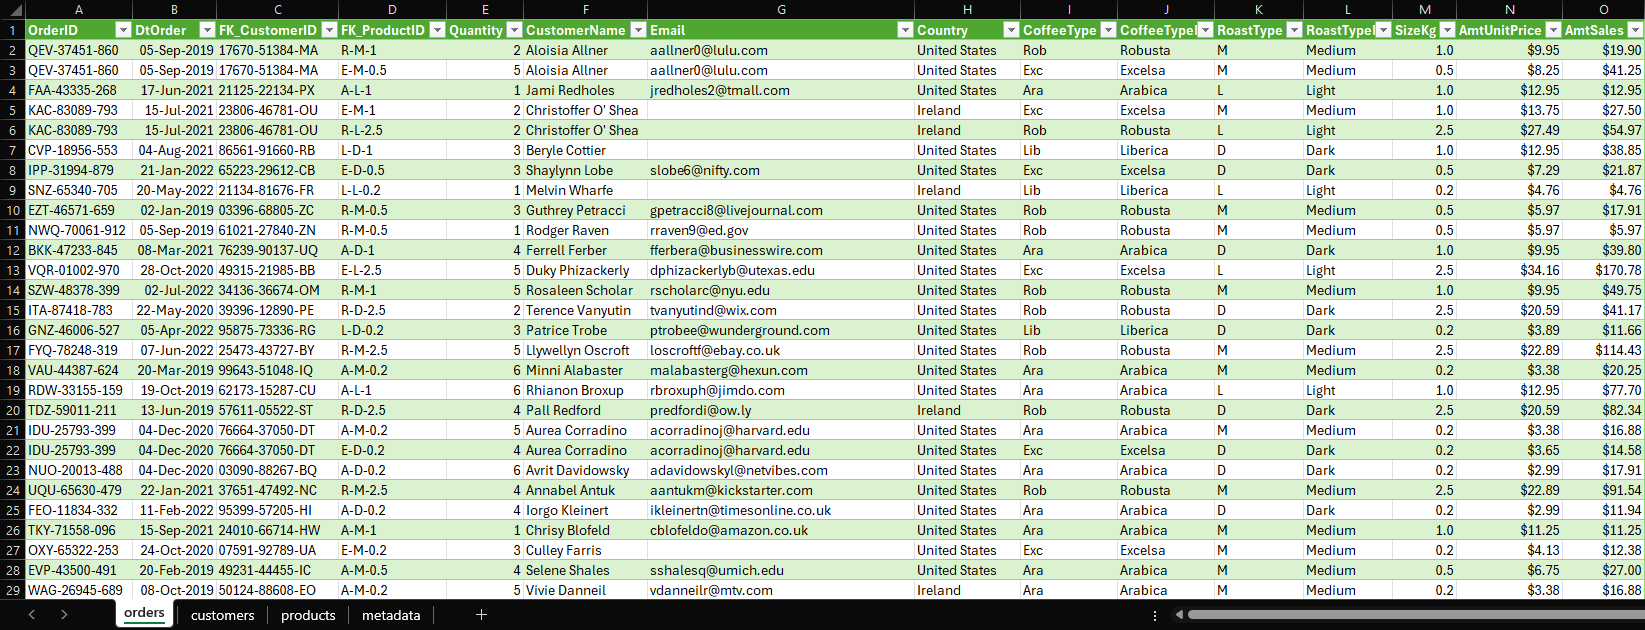 A B C D E F G H I J K L M N O
1 OrderID DtOrder FK_CustomerID FK_ProductID Quantity CustomerName Email Country CoffeeType CoffeeTypel RoastType RoastTypel SizeKg AmtUnitPrice AmtSales
2 QEV-37451-860 05-Sep-2019 17670-51384-MA R-M-1 2 Aloisia Allner aallner0@lulu.com United States Rob Robusta M Medium 1.0 $9.95 $19.90
3 QEV-37451-860 05-Sep-2019 17670-51384-MA E-M-0.5 5 Aloisia Allner aallner0@lulu.com United States Exc Excelsa M Medium 0.5 $8.25 $41.25
4 FAA-43335-268 17-Jun-2021 21125-22134-PX A-L-1 1 Jami Redholes jredholes2@tmall.com United States Ara Arabica L Light 1.0 $12.95 $12.95
5 KAC-83089-793 15-Jul-2021 23806-46781-OU E-M-1 2 Christoffer O' Shea Ireland Exc Excelsa M Medium 1.0 $13.75 $27.50
6 KAC-83089-793 15-Jul-2021 23806-46781-OU R-L-2.5 2 Christoffer O' Shea Ireland Rob Robusta L Light 2.5 $27.49 $54.97
7 CVP-18956-553 04-Aug-2021 86561-91660-RB L-D-1 3 Beryle Cottier United States Lib Liberica D Dark 1.0 $12.95 $38.85
8 IPP-31994-879 21-Jan-2022 65223-29612-CB E-D-0.5 3 Shaylynn Lobe slobe6@nifty.com United States Exc Excelsa D Dark 0.5 $7.29 $21.87
9 SNZ-65340-705 20-May-2022 21134-81676-FR L-L-0.2 1 Melvin Wharfe Ireland Lib Liberica L Light 0.2 $4.76 $4.76
10 EZT-46571-659 02-Jan-2019 03396-68805-ZC R-M-0.5 3 Guthrey Petracci gpetracci8@livejournal.com United States Rob Robusta M Medium 0.5 $5.97 $17.91
11 NWQ-70061-912 05-Sep-2019 61021-27840-ZN R-M-0.5 1 Rodger Raven rraven9@ed.gov United States Rob Robusta M Medium 0.5 $5.97 $5.97
12 BKK-47233-845 08-Mar-2021 76239-90137-UQ A-D-1 4 Ferrell Ferber fferbera@businesswire.com United States Ara Arabica D Dark 1.0 $9.95 $39.80
13 VQR-01002-970 28-Oct-2020 49315-21985-BB E-L-2.5 5 Duky Phizackerly dphizackerlyb@utexas.edu United States Exc Excelsa L Light 2.5 $34.16 $170.78
14 SZW-48378-399 02-Jul-2022 34136-36674-OM R-M-1 5 Rosaleen Scholar rscholarc@nyu.edu United States Rob Robusta M Medium 1.0 $9.95 $49.75
15 ITA-87418-783 22-May-2020 39396-12890-PE R-D-2.5 2 Terence Vanyutin tvanyutind@wix.com United States Rob Robusta D Dark 2.5 $20.59 $41.17
16 GNZ-46006-527 05-Apr-2022 95875-73336-RG L-D-0.2 3 Patrice Trobe ptrobee@wunderground.com United States Lib Liberica D Dark 0.2 $3.89 $11.66
17 FYQ-78248-319 07-Jun-2022 25473-43727-BY R-M-2.5 5 Llywellyn Oscroft loscroftf@ebay.co.uk United States Rob Robusta M Medium 2.5 $22.89 $114.43
18 VAU-44387-624 20-Mar-2019 99643-51048-IQ A-M-0.2 6 Minni Alabaster malabasterg@hexun.com United States Ara Arabica M Medium 0.2 $3.38 $20.25
19 RDW-33155-159 19-Oct-2019 62173-15287-CU A-L-1 6 Rhianon Broxup rbroxuph@jimdo.com United States Ara Arabica L Light 1.0 $12.95 $77.70
20 TDZ-59011-211 13-Jun-2019 57611-05522-ST R-D-2.5 4 Pall Redford predfordi@ow.ly Ireland Rob Robusta D Dark 2.5 $20.59 $82.34
21 IDU-25793-399 04-Dec-2020 76664-37050-DT A-M-0.2 5 Aurea Corradino acorradinoj@harvard.edu United States Ara Arabica M Medium 0.2 $3.38 $16.88
22 IDU-25793-399 04-Dec-2020 76664-37050-DT E-D-0.2 4 Aurea Corradino acorradinoj@harvard.edu United States Exc Excelsa D Dark 0.2 $3.65 $14.58
23 NUO-20013-488 04-Dec-2020 03090-88267-BQ A-D-0.2 6 Avrit Davidowsky adavidowskyl@netvibes.com United States Ara Arabica D Dark 0.2 $2.99 $17.91
24 UQU-65630-479 22-Jan-2021 37651-47492-NC R-M-2.5 4 Annabel Antuk aantukm@kickstarter.com United States Rob Robusta M Medium 2.5 $22.89 $91.54
25 FEO-11834-332 11-Feb-2022 95399-57205-HI A-D-0.2 4 Iorgo Kleinert ikleinertn@timesonline.co.uk United States Ara Arabica D Dark 0.2 $2.99 $11.94
26 TKY-71558-096 15-Sep-2021 24010-66714-HW A-M-1 1 Chrisy Blofeld cblofeldo@amazon.co.uk United States Ara Arabica M Medium 1.0 $11.25 $11.25
27 OXY-65322-253 24-Oct-2020 07591-92789-UA E-M-0.2 3 Culley Farris United States Exc Excelsa M Medium 0.2 $4.13 $12.38
28 EVP-43500-491 20-Feb-2019 49231-44455-IC A-M-0.5 4 Selene Shales sshalesq@umich.edu United States Ara Arabica M Medium 0.5 $6.75 $27.00
29 WAG-26945-689 08-Oct-2019 50124-88608-EO A-M-0.2 5 Vivie Danneil vdanneilr@mtv.com Ireland Ara Arabica M Medium 0.2 $3.38 $16.88
orders customers products metadata